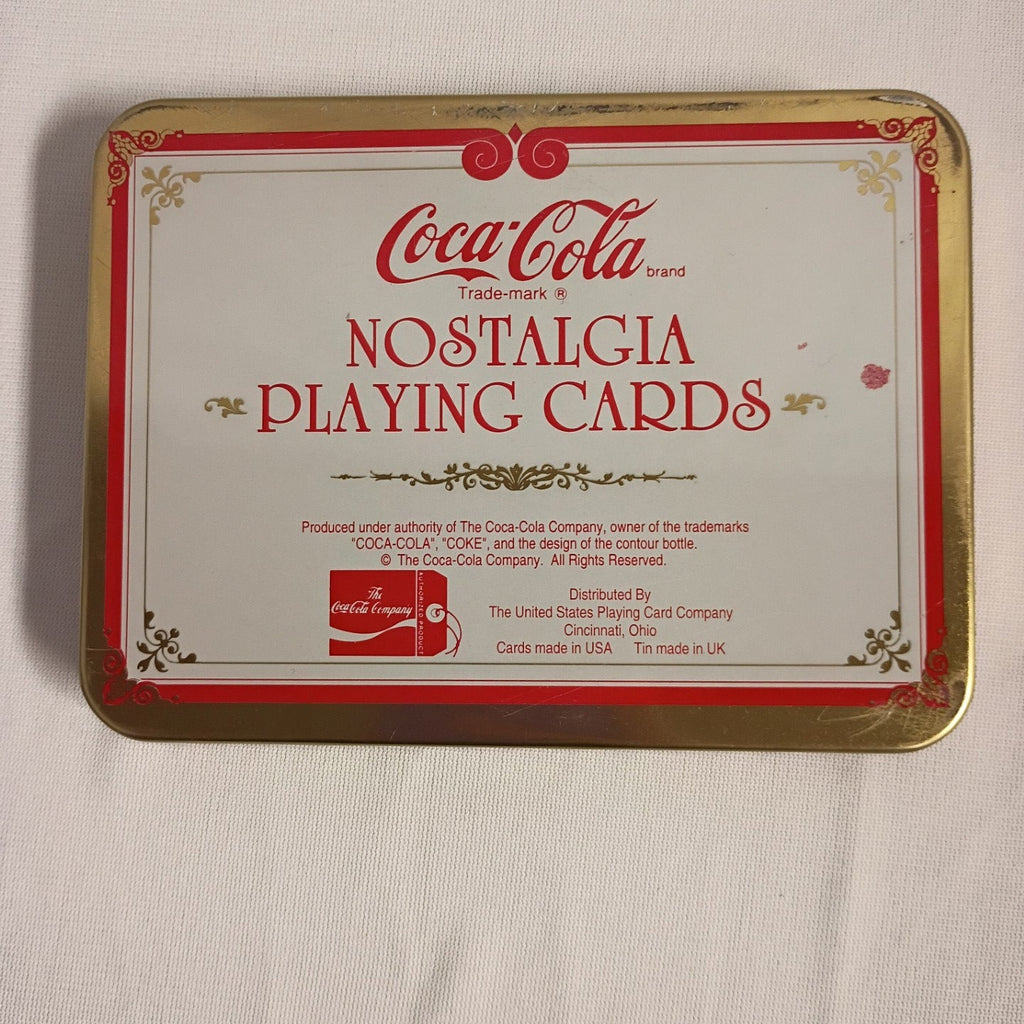 Coca-Cola brand
Trade-mark ®
NOSTALGIA
PLAYING CARDS
Produced under authority of The Coca-Cola Company, owner of the trademarks
"COCA-COLA", "COKE", and the design of the contour bottle.
© The Coca-Cola Company. All Rights Reserved.
The
Coca-Cola Company
AUTHORIZED PRODUCT
Distributed By
The United States Playing Card Company
Cincinnati, Ohio
Cards made in USA Tin made in UK